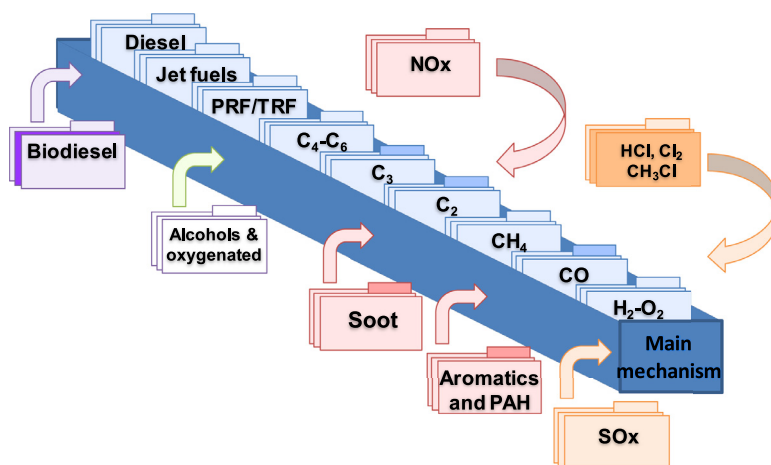 Diesel
Jet fuels
PRF/TRF
C₄-C₆
C₃
C₂
CH₄
CO
H₂-O₂
Main
mechanism
NOx
HCl, Cl₂
CH₃Cl
Biodiesel
Alcohols &
oxygenated
Soot
Aromatics
and PAH
SOx